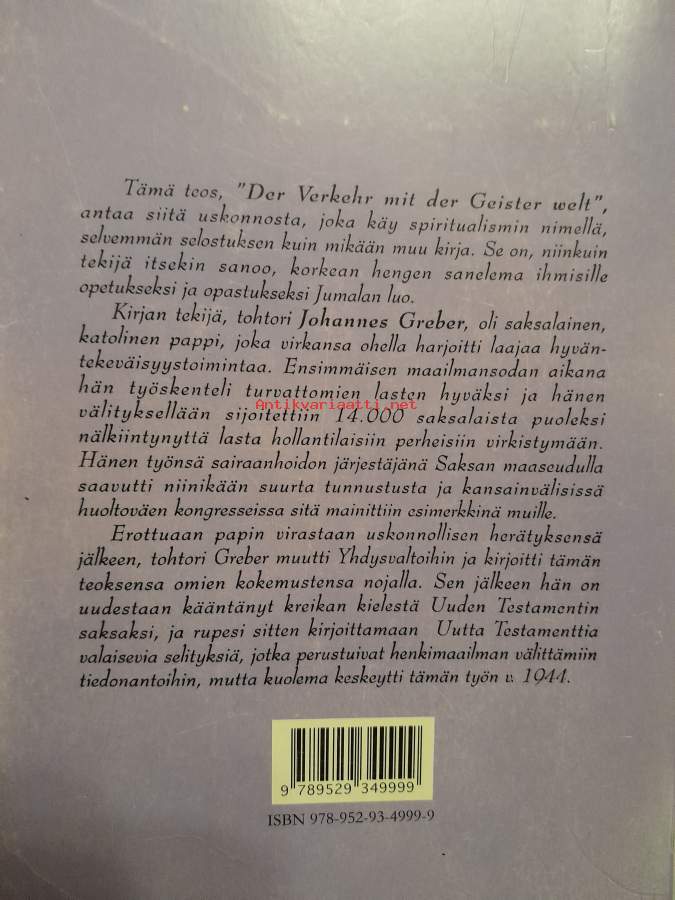 Tämä teos, "Der Verkehr mit der Geister welt",
antaa siitä uskonnosta, joka käy spiritualismin nimellä,
selvemmän selostuksen kuin mikään muu kirja. Se on, niinkuin
tekijä itsekin sanoo, korkean hengen sanelema ihmisille
opetukseksi ja opastukseksi Jumalan luo.
Kirjan tekijä, tohtori Johannes Greber, oli saksalainen,
katolinen pappi, joka virkansa ohella harjoitti laajaa hyvän-
tekeväisyystoimintaa. Ensimmäisen maailmansodan aikana
hän työskenteli turvattomien lasten hyväksi ja hänen
välityksellään sijoitettiin 14.000 saksalaista puoleksi
Antikvariaatti.net
nälkiintynyttä lasta hollantilaisiin perheisiin virkistymään.
Hänen työnsä sairaanhoidon järjestäjänä Saksan maaseudulla
saavutti niinikään suurta tunnustusta ja kansainvälisissä
huoltoväen kongresseissa sitä mainittiin esimerkkinä muille.
Erottuaan papin virastaan uskonnollisen herätyksensä
jälkeen, tohtori Greber muutti Yhdysvaltoihin ja kirjoitti tämän
teoksensa omien kokemustensa nojalla. Sen jälkeen hän on
uudestaan kääntänyt kreikan kielestä Uuden Testamentin
saksaksi, ja rupesi sitten kirjoittamaan Uutta Testamenttia
valaisevia selityksiä, jotka perustuivat henkimaailman välittämiin
tiedonantoihin, mutta kuolema keskeytti tämän työn v. 1944.
9 789529 349999
ISBN 978-952-93-4999-9